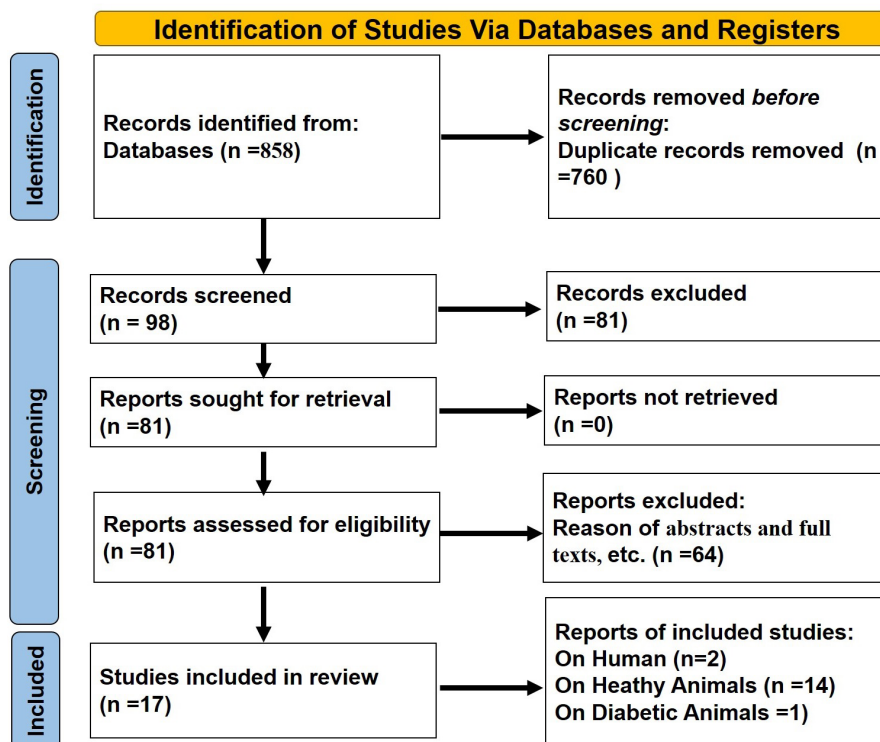 Identification of Studies Via Databases and Registers
Identification
Records identified from:
Databases (n =858)
Records removed before
screening:
Duplicate records removed (n
=760 )
Screening
Records screened
(n = 98)
Records excluded
(n =81)
Reports sought for retrieval
(n =81)
Reports not retrieved
(n =0)
Reports assessed for eligibility
(n =81)
Reports excluded:
Reason of abstracts and full
texts, etc. (n =64)
Included
Studies included in review
(n =17)
Reports of included studies:
On Human (n=2)
On Heathy Animals (n =14)
On Diabetic Animals =1)